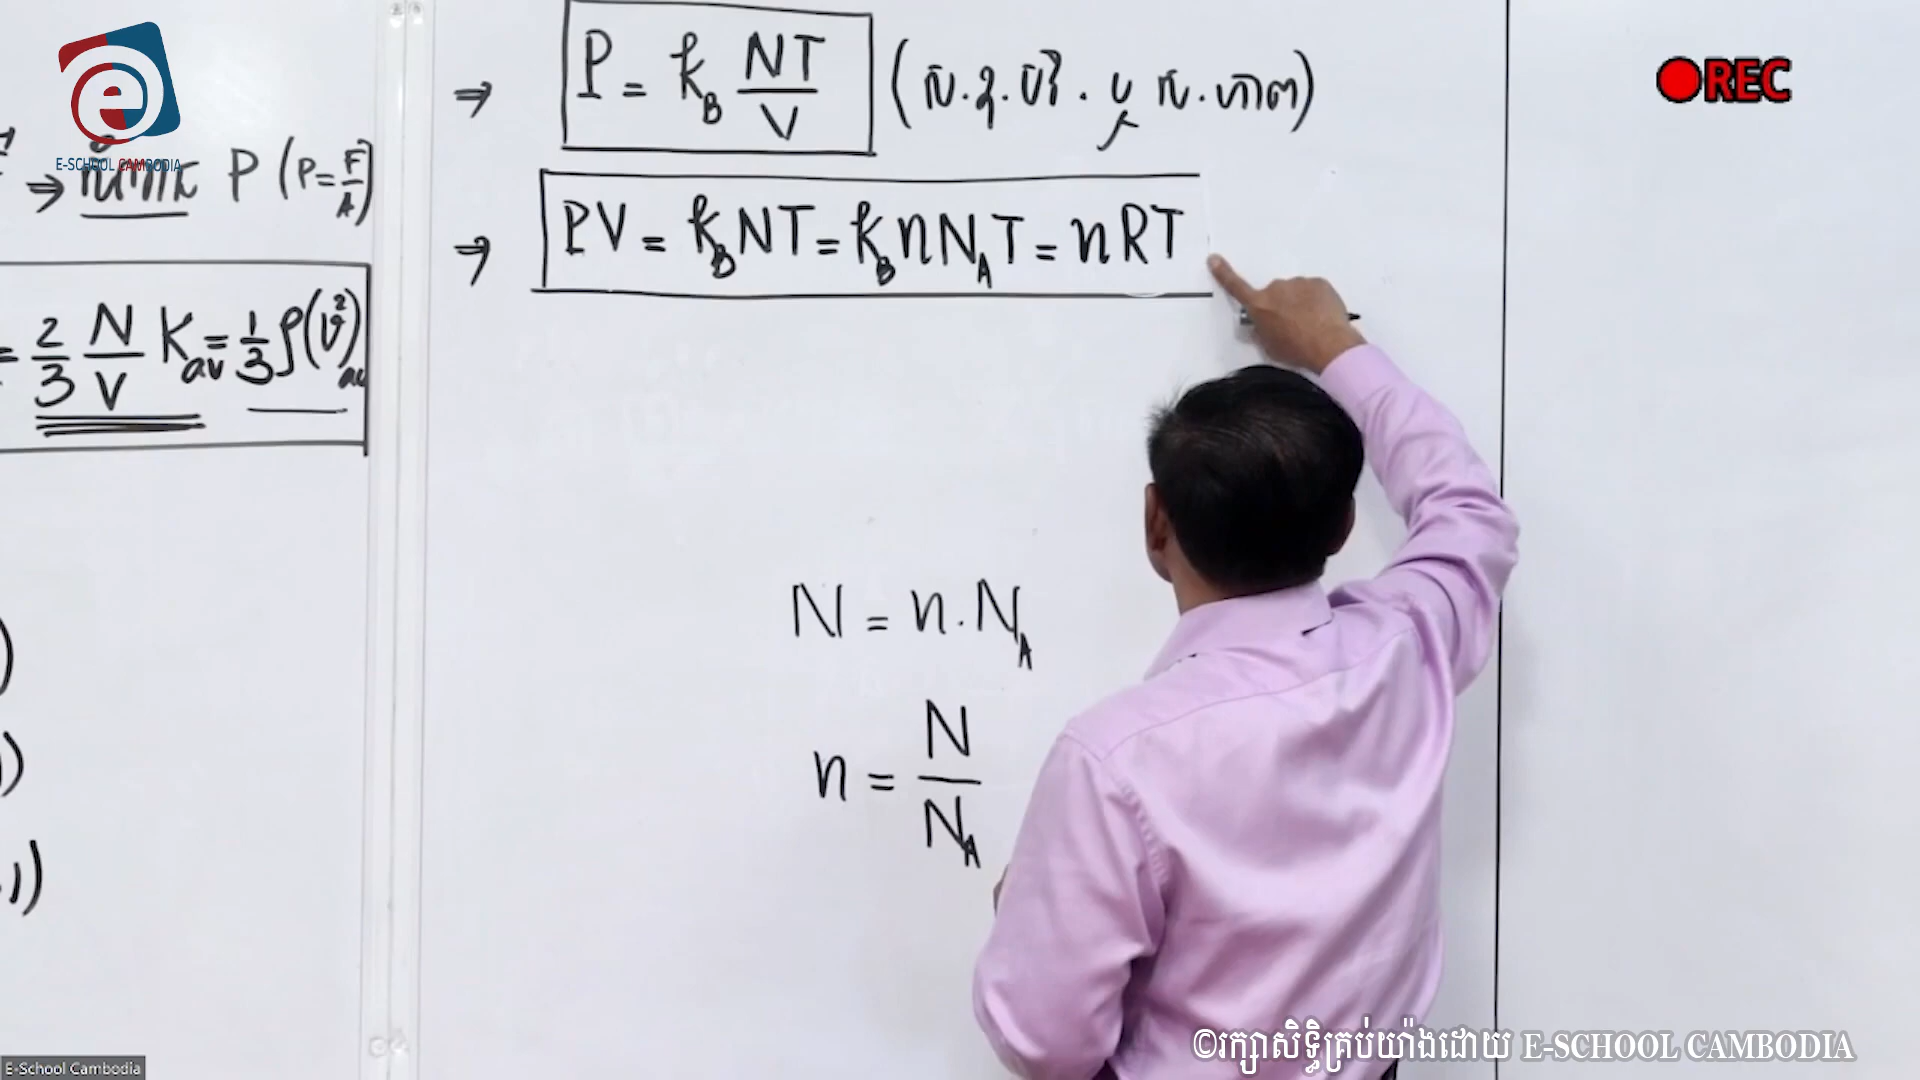 E-SCHOOL CAMBODIA
REC
P (P = F/A)
= 2/3 N/V K_av = 1/3 ρ(v²)_av
⇒ P = k_B NT/V
⇒ PV = k_B NT = k_B n N_A T = nRT
N = n . N_A
n = N/N_A
©រក្សាសិទ្ធិគ្រប់យ៉ាងដោយ E-SCHOOL CAMBODIA
E-School Cambodia